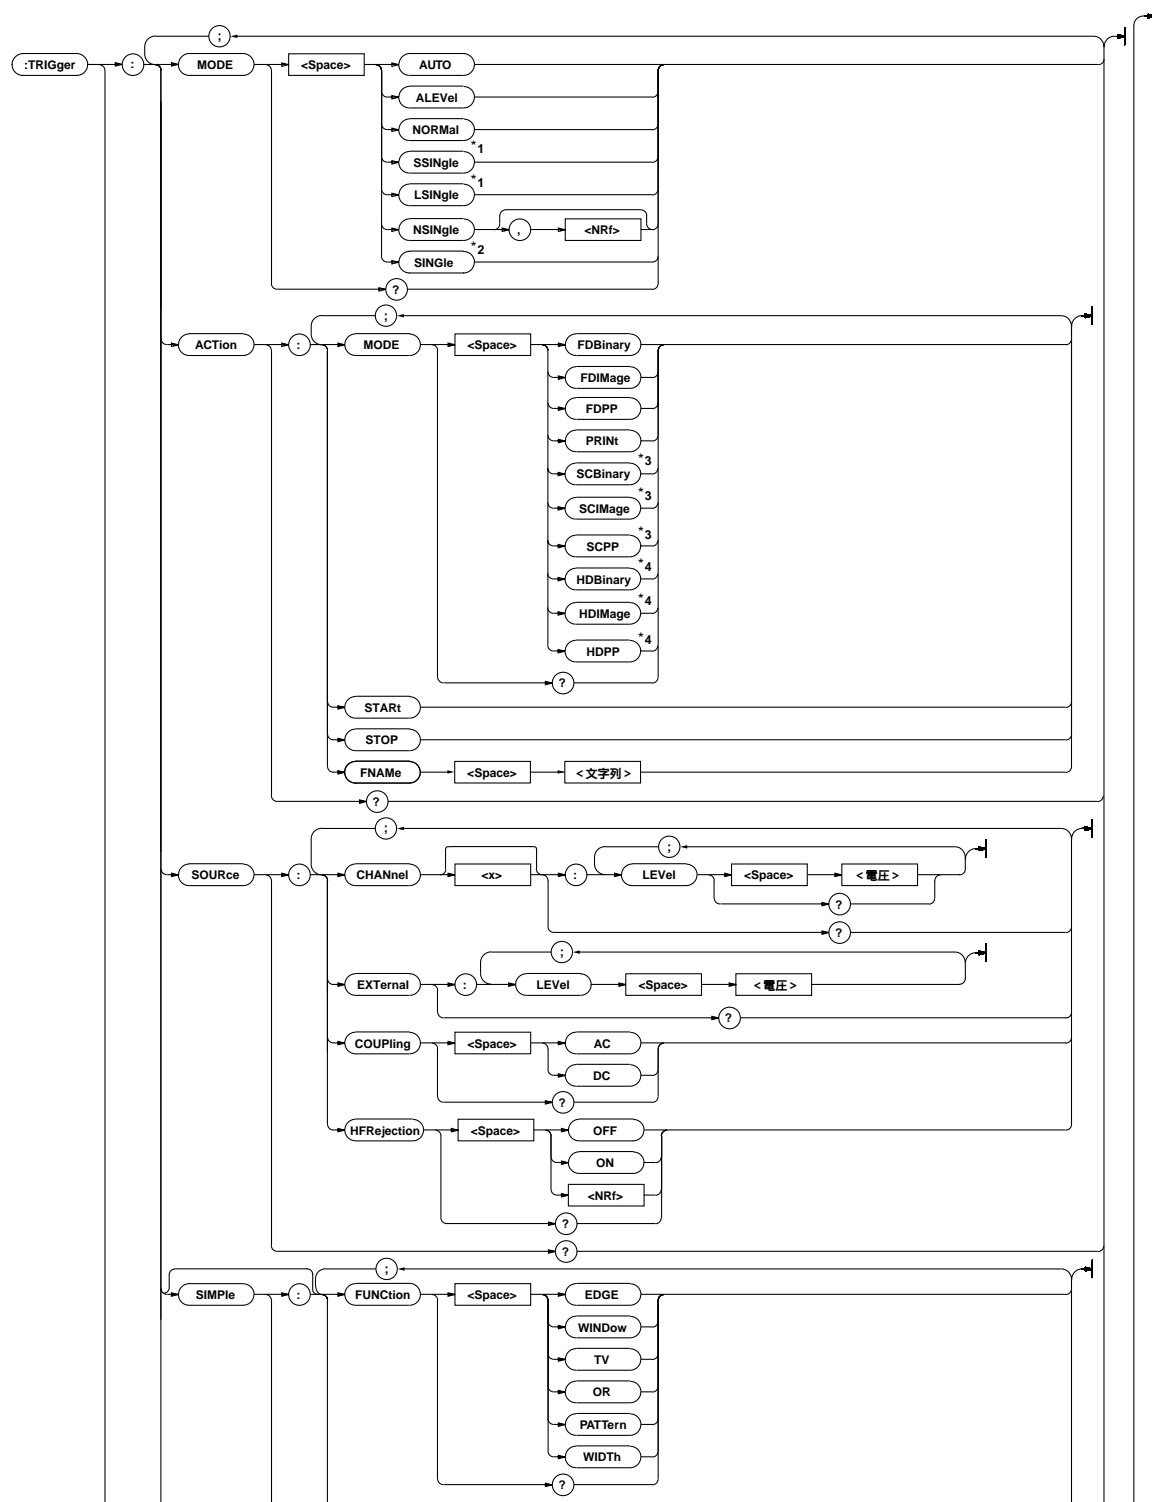 ;
:TRIGger : MODE <Space> AUTO
ALEVel
NORMal
SSINgle *1
LSINgle *1
NSINgle , <NRf>
SINGle *2
?
;
ACTion : MODE <Space> FDBinary
FDIMage
FDPP
PRINt
SCBinary *3
SCIMage *3
SCPP *3
HDBinary *4
HDIMage *4
HDPP *4
?
STARt
STOP
FNAMe <Space> <文字列>
?
;
;
SOURce : CHANnel <x> : LEVel <Space> <電圧>
?
?
;
EXTernal : LEVel <Space> <電圧>
?
COUPling <Space> AC
DC
?
HFRejection <Space> OFF
ON
<NRf>
?
?
;
SIMPle : FUNCtion <Space> EDGE
WINDow
TV
OR
PATTern
WIDTh
?